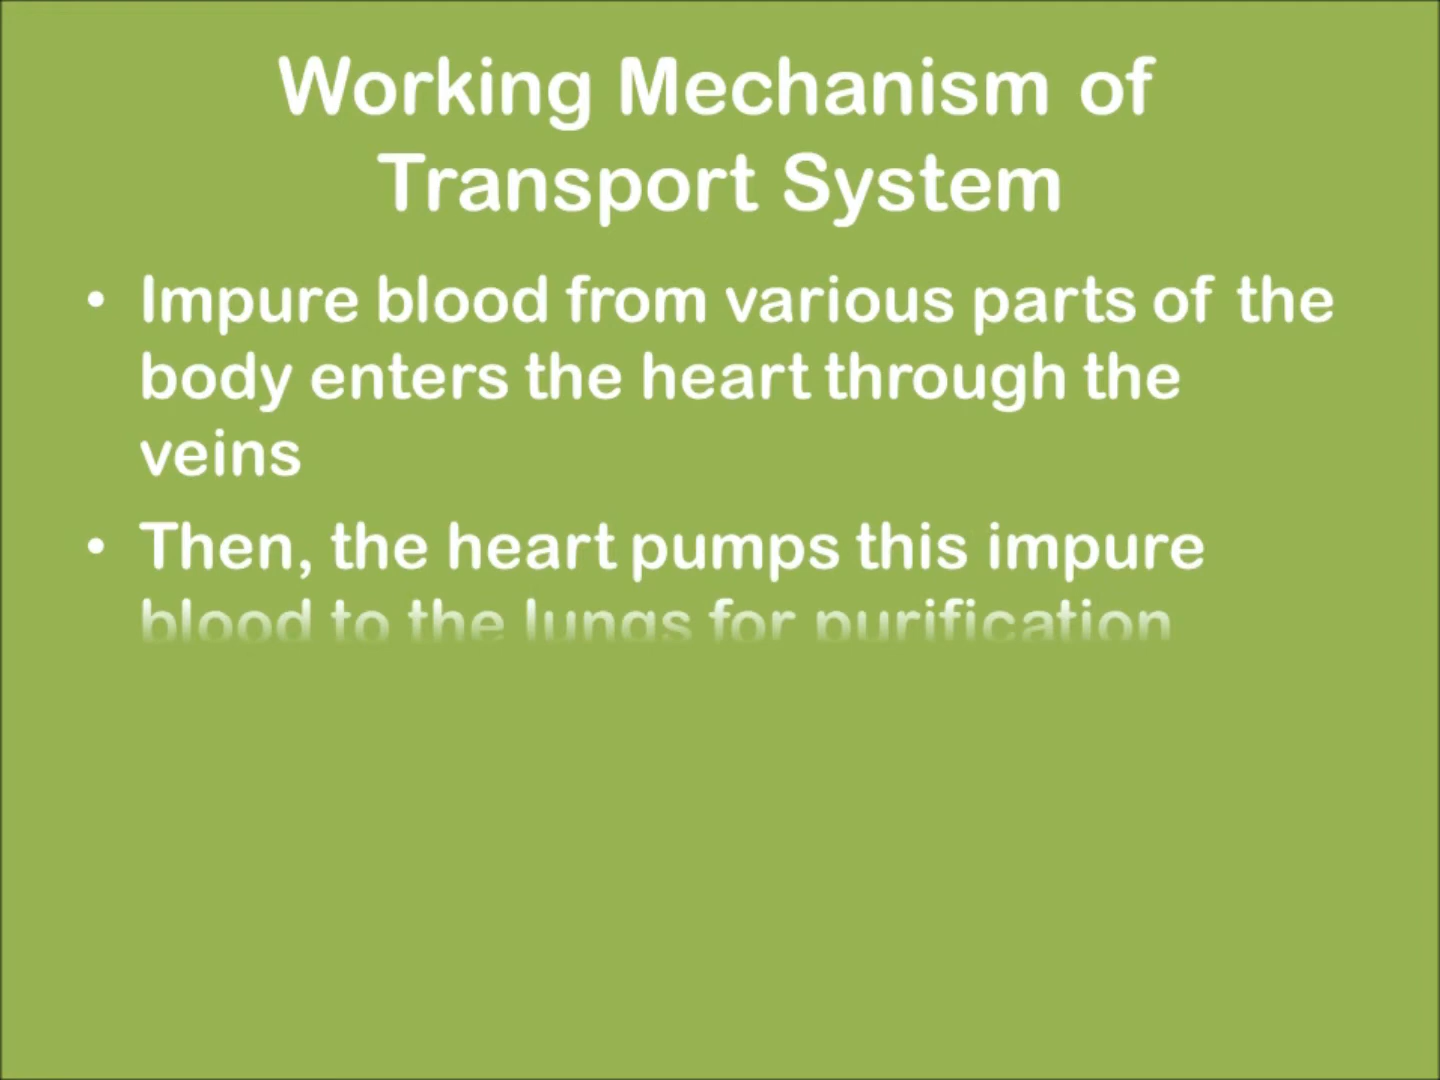 Working Mechanism of
Transport System
• Impure blood from various parts of the
body enters the heart through the
veins
• Then, the heart pumps this impure
blood to the lungs for purification